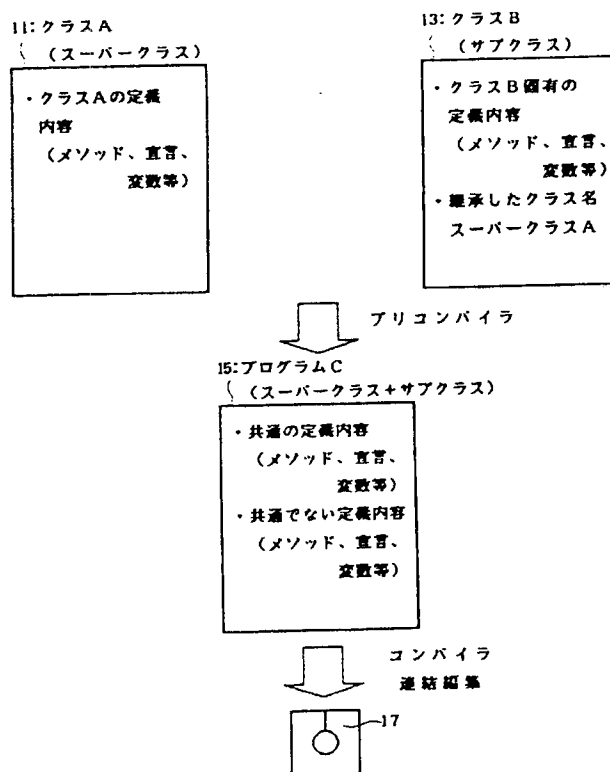 11:クラスA
(スーパークラス)
・クラスAの定義
内容
(メソッド、宣言、
変数等)
13:クラスB
(サブクラス)
・クラスB固有の
定義内容
(メソッド、宣言、
変数等)
・継承したクラス名
スーパークラスA
プリコンパイラ
15:プログラムC
(スーパークラス+サブクラス)
・共通の定義内容
(メソッド、宣言、
変数等)
・共通でない定義内容
(メソッド、宣言、
変数等)
コンパイラ
連結編集
17